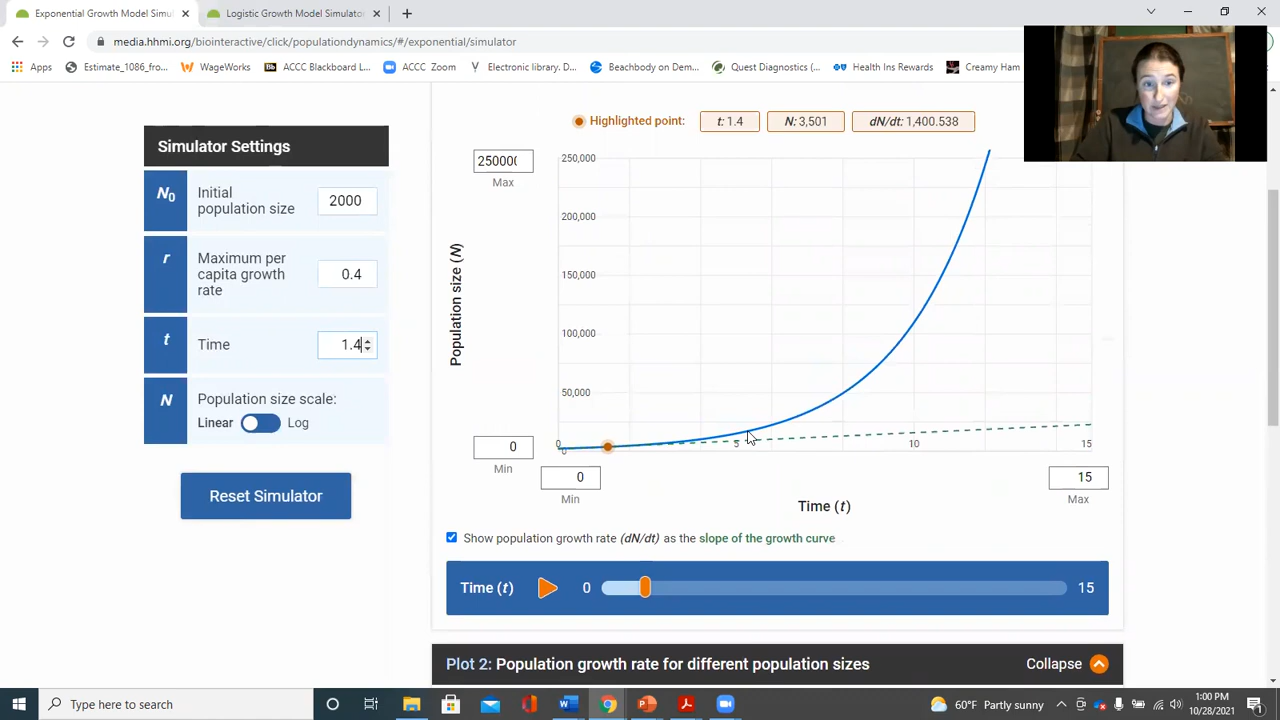 Exponential Growth Model Simulat
Logistic Growth Model Simulator
media.hhmi.org/biointeractive/click/populationdynamics/#/exponential/simulator
Apps
Estimate_1086_fro...
WageWorks
ACCC Blackboard L...
ACCC Zoom
Electronic library. |...
Beachbody on Dem...
Quest Diagnostics (...
Health Ins Rewards
Creamy Ham
Simulator Settings
N0
Initial
population size
2000
r
Maximum per
capita growth
rate
0.4
t
Time
1.4
N
Population size scale:
Linear
Log
Reset Simulator
Highlighted point:
t: 1.4
N: 3,501
dN/dt: 1,400.538
250000
Max
250,000
200,000
150,000
100,000
50,000
0
Population size (N)
0
Min
0
5
10
15
0
Min
15
Max
Time (t)
Show population growth rate (dN/dt) as the slope of the growth curve
Time (t)
0
15
Plot 2: Population growth rate for different population sizes
Collapse
Type here to search
60°F Partly sunny
1:00 PM
10/28/2021